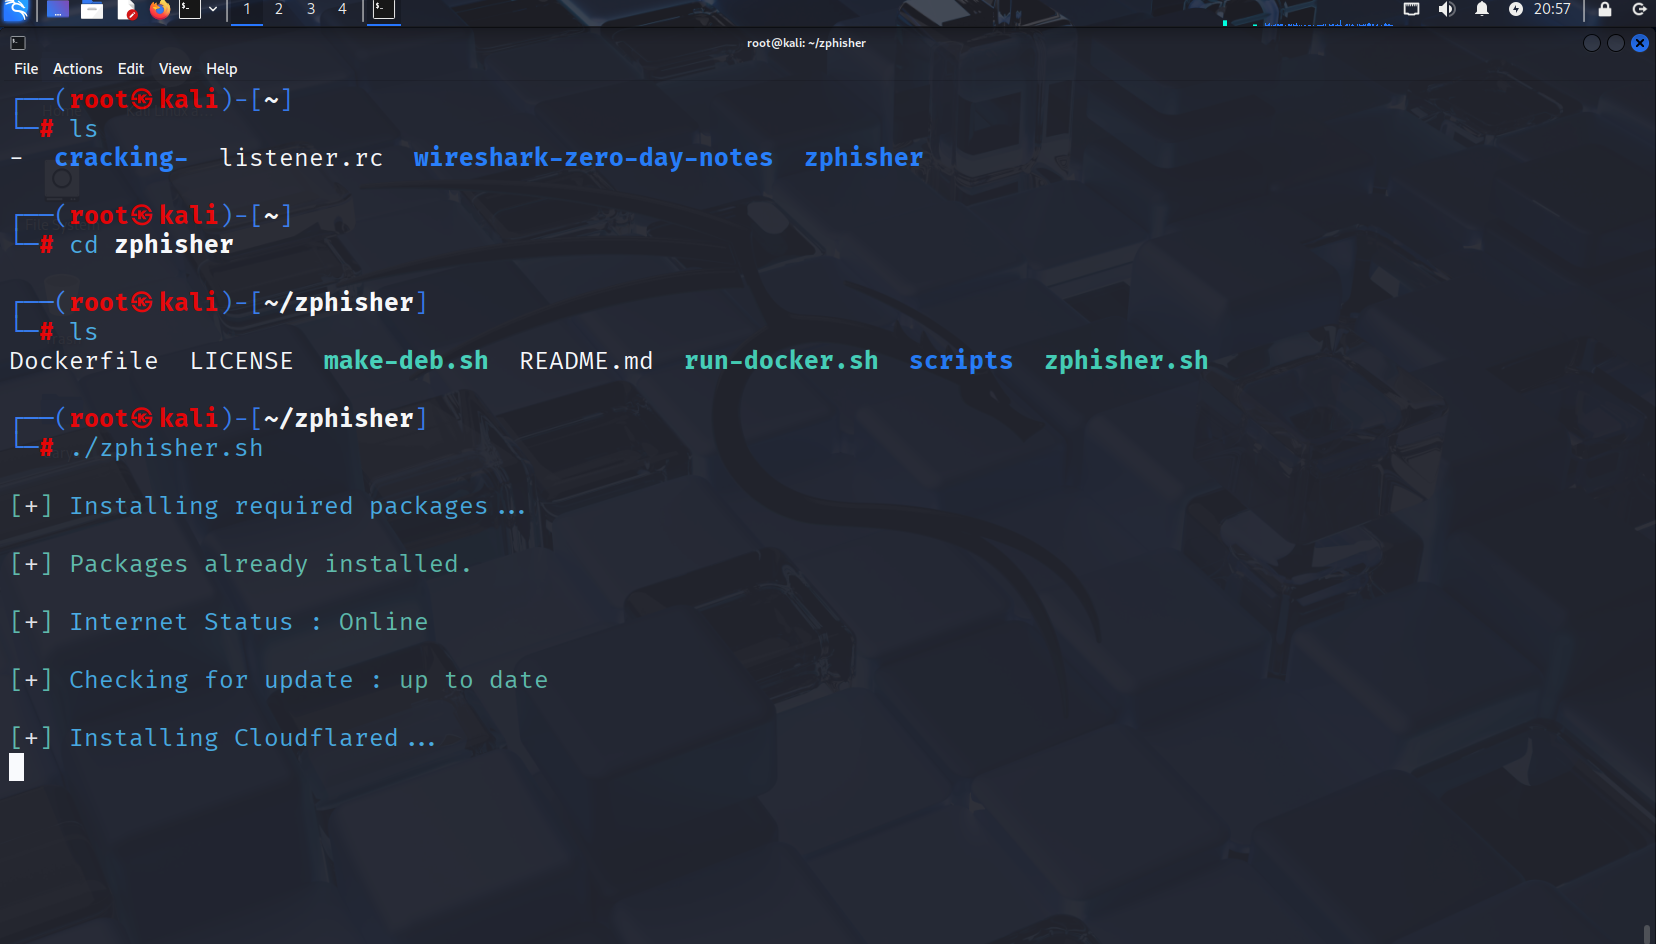 1 2 3 4 20:57
root@kali: ~/zphisher
File Actions Edit View Help
┌──(root㉿kali)-[~]
└─# ls
- cracking- listener.rc wireshark-zero-day-notes zphisher
┌──(root㉿kali)-[~]
└─# cd zphisher
┌──(root㉿kali)-[~/zphisher]
└─# ls
Dockerfile LICENSE make-deb.sh README.md run-docker.sh scripts zphisher.sh
┌──(root㉿kali)-[~/zphisher]
└─# ./zphisher.sh
[+] Installing required packages...
[+] Packages already installed.
[+] Internet Status : Online
[+] Checking for update : up to date
[+] Installing Cloudflared...